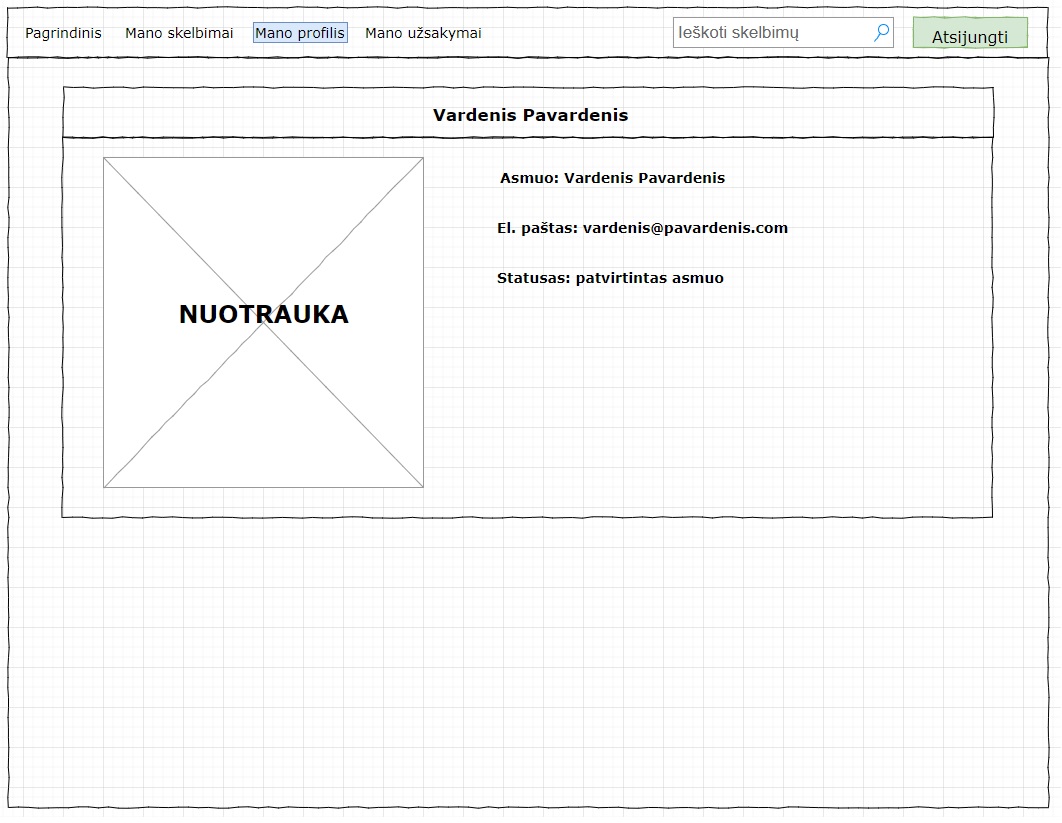 Pagrindinis Mano skelbimai Mano profilis Mano užsakymai Ieškoti skelbimų Atsijungti
Vardenis Pavardenis
Asmuo: Vardenis Pavardenis
El. paštas: vardenis@pavardenis.com
Statusas: patvirtintas asmuo
NUOTRAUKA